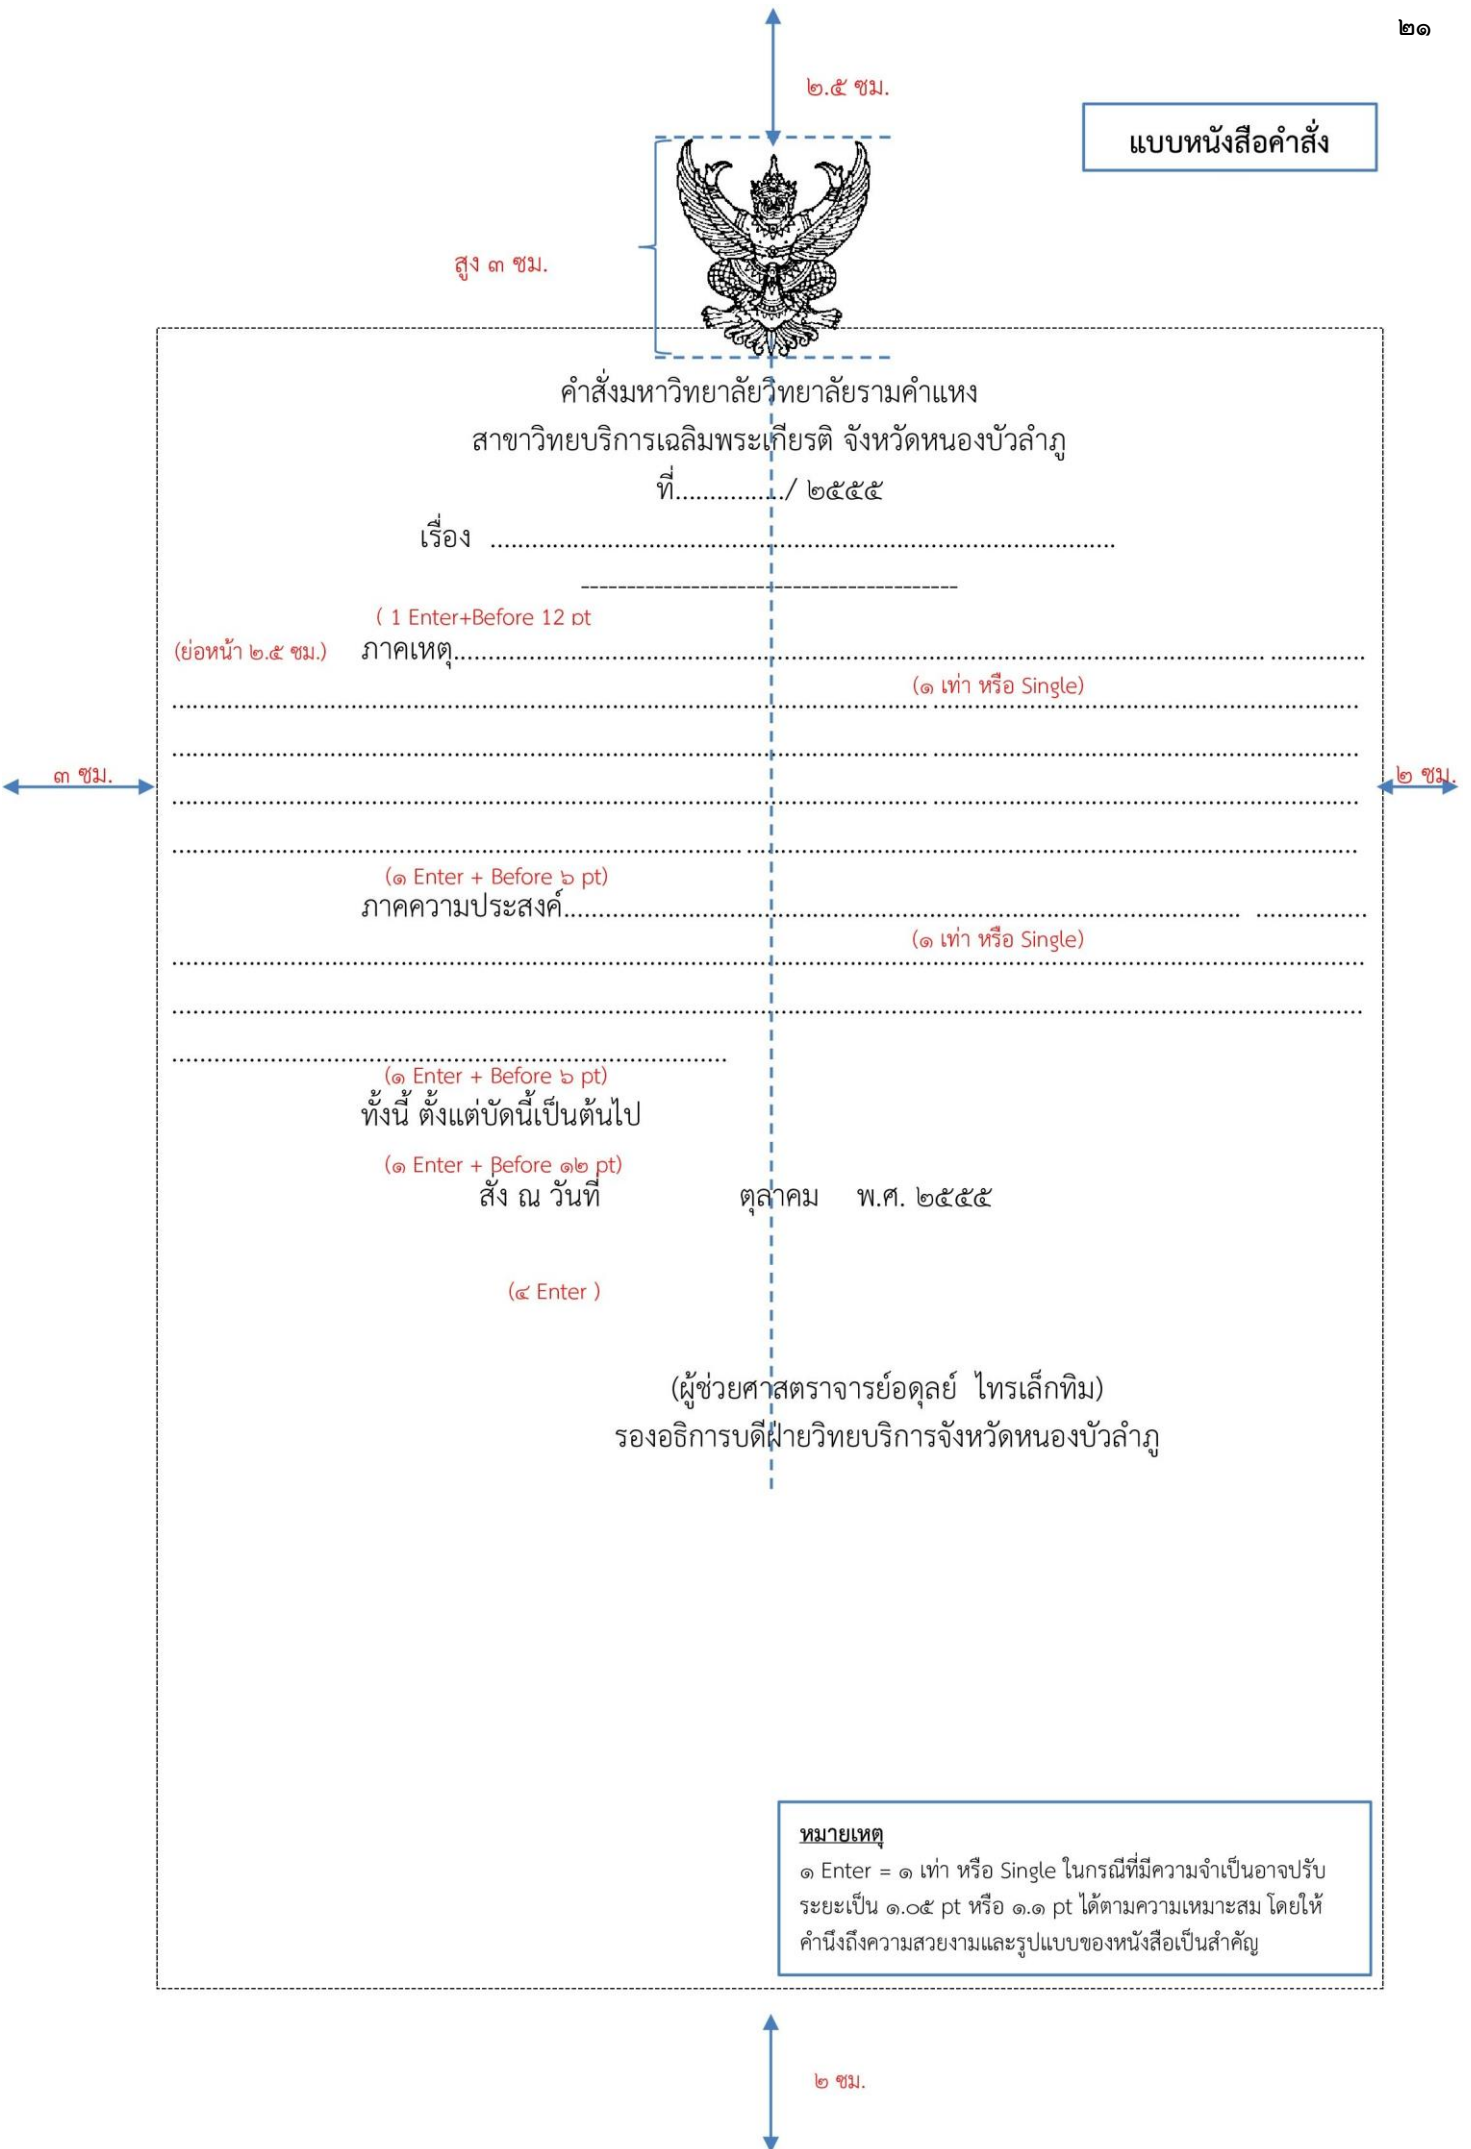 ๒๑
๒.๕ ซม.
แบบหนังสือคำสั่ง
สูง ๓ ซม.
คำสั่งมหาวิทยาลัยวิทยาลัยรามคำแหง
สาขาวิทยบริการเฉลิมพระเกียรติ จังหวัดหนองบัวลำภู
ที่................/ ๒๕๕๕
เรื่อง ..........................................................................................
-----------------------------------------
( 1 Enter+Before 12 pt
(ย่อหน้า ๒.๕ ซม.) ภาคเหตุ..................................................................................................................... ..............
(๑ เท่า หรือ Single)
............................................................................................................. ..............................................................
............................................................................................................. ..............................................................
๓ ซม. ๒ ซม.
............................................................................................................. ..............................................................
................................................................................... ........................................................................................
(๑ Enter + Before ๖ pt)
ภาคความประสงค์.................................................................................................. ................
(๑ เท่า หรือ Single)
............................................................................................................................................................................
............................................................................................................................................................................
................................................................................
(๑ Enter + Before ๖ pt)
ทั้งนี้ ตั้งแต่บัดนี้เป็นต้นไป
(๑ Enter + Before ๑๒ pt)
สั่ง ณ วันที่ ตุลาคม พ.ศ. ๒๕๕๕
(๔ Enter )
(ผู้ช่วยศาสตราจารย์อดุลย์ ไทรเล็กทิม)
รองอธิการบดีฝ่ายวิทยบริการจังหวัดหนองบัวลำภู
หมายเหตุ
๑ Enter = ๑ เท่า หรือ Single ในกรณีที่มีความจำเป็นอาจปรับ
ระยะเป็น ๑.๐๕ pt หรือ ๑.๑ pt ได้ตามความเหมาะสม โดยให้
คำนึงถึงความสวยงามและรูปแบบของหนังสือเป็นสำคัญ
๒ ซม.